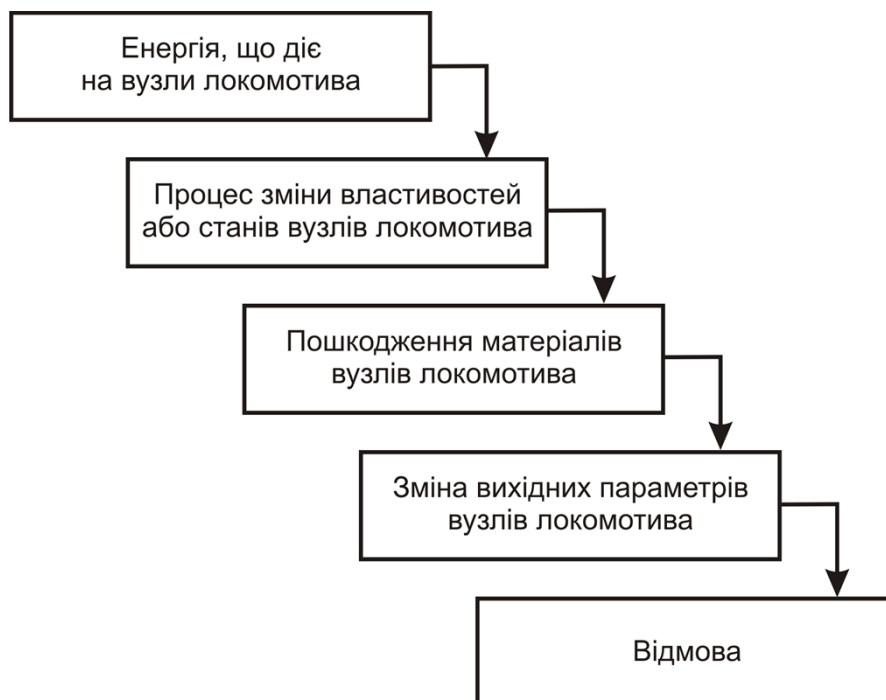 Енергія, що діє
на вузли локомотива
Процес зміни властивостей
або станів вузлів локомотива
Пошкодження матеріалів
вузлів локомотива
Зміна вихідних параметрів
вузлів локомотива
Відмова